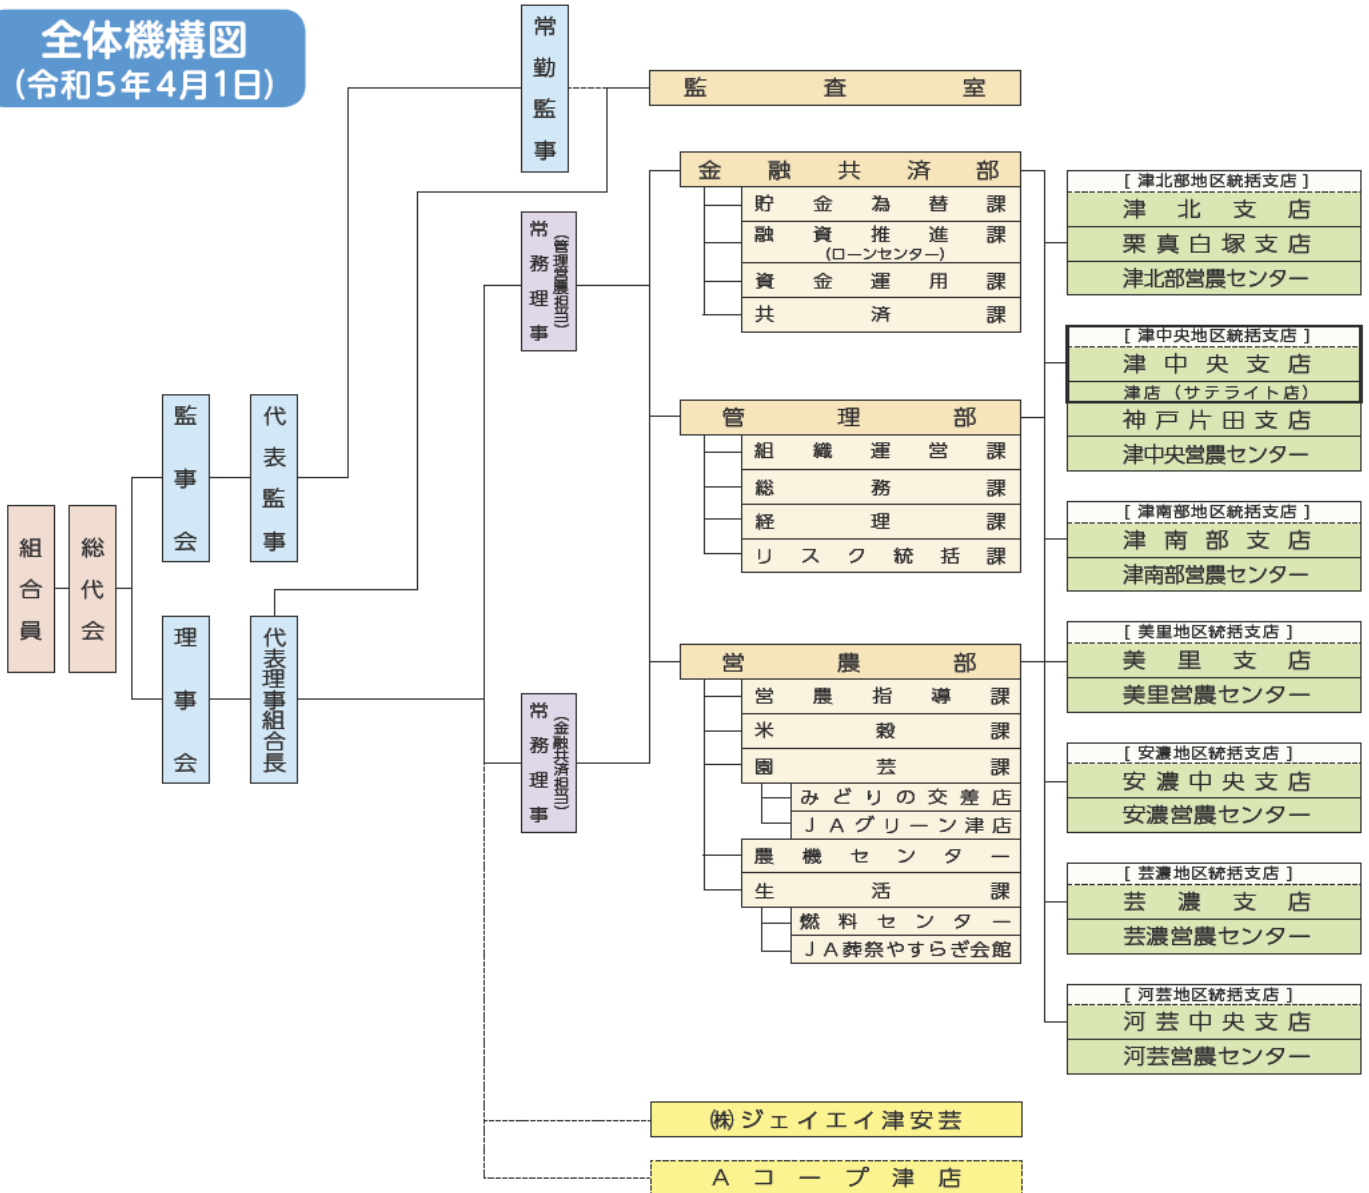 全体機構図
(令和5年4月1日)
組合員
総代会
監事会
代表監事
理事会
代表理事組合長
常勤監事
常務理事
(管理営農担当)
常務理事
(金融共済担当)
監査室
金融共済部
貯金為替課
融資推進課
(ローンセンター)
資金運用課
共済課
管理部
組織運営課
総務課
経理課
リスク統括課
営農部
営農指導課
米穀課
園芸課
みどりの交差店
JAグリーン津店
農機センター
生活課
燃料センター
JA葬祭やすらぎ会館
㈱ジェイエイ津安芸
Aコープ津店
[ 津北部地区統括支店 ]
津北支店
栗真白塚支店
津北部営農センター
[ 津中央地区統括支店 ]
津中央支店
津店(サテライト店)
神戸片田支店
津中央営農センター
[ 津南部地区統括支店 ]
津南部支店
津南部営農センター
[ 美里地区統括支店 ]
美里支店
美里営農センター
[ 安濃地区統括支店 ]
安濃中央支店
安濃営農センター
[ 芸濃地区統括支店 ]
芸濃支店
芸濃営農センター
[ 河芸地区統括支店 ]
河芸中央支店
河芸営農センター